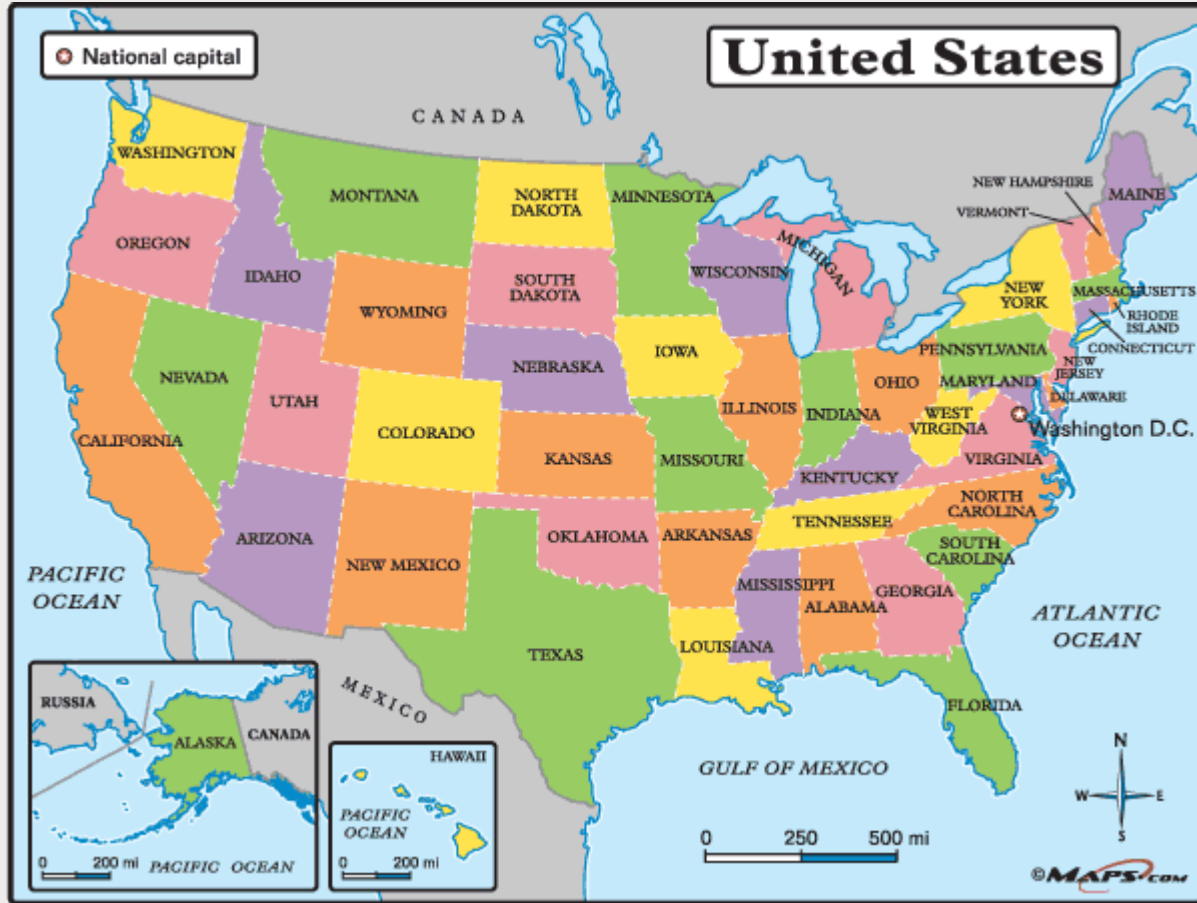 National capital
United States
CANADA
WASHINGTON
MONTANA
NORTH
DAKOTA
MINNESOTA
NEW HAMPSHIRE
VERMONT
MAINE
OREGON
IDAHO
SOUTH
DAKOTA
WISCONSIN
MICHIGAN
WYOMING
NEW
YORK
MASSACHUSETTS
RHODE
ISLAND
CONNECTICUT
NEVADA
UTAH
NEBRASKA
IOWA
PENNSYLVANIA
NEW
JERSEY
CALIFORNIA
COLORADO
KANSAS
MISSOURI
ILLINOIS
INDIANA
OHIO
MARYLAND
DELAWARE
WEST
VIRGINIA
Washington D.C.
VIRGINIA
KENTUCKY
ARIZONA
NEW MEXICO
OKLAHOMA
ARKANSAS
TENNESSEE
NORTH
CAROLINA
SOUTH
CAROLINA
PACIFIC
OCEAN
TEXAS
LOUISIANA
MISSISSIPPI
ALABAMA
GEORGIA
ATLANTIC
OCEAN
FLORIDA
MEXICO
GULF OF MEXICO
RUSSIA
ALASKA
CANADA
0 200 mi
PACIFIC OCEAN
HAWAII
PACIFIC
OCEAN
0 200 mi
0 250 500 mi
N
W E
S
©MAPS.COM